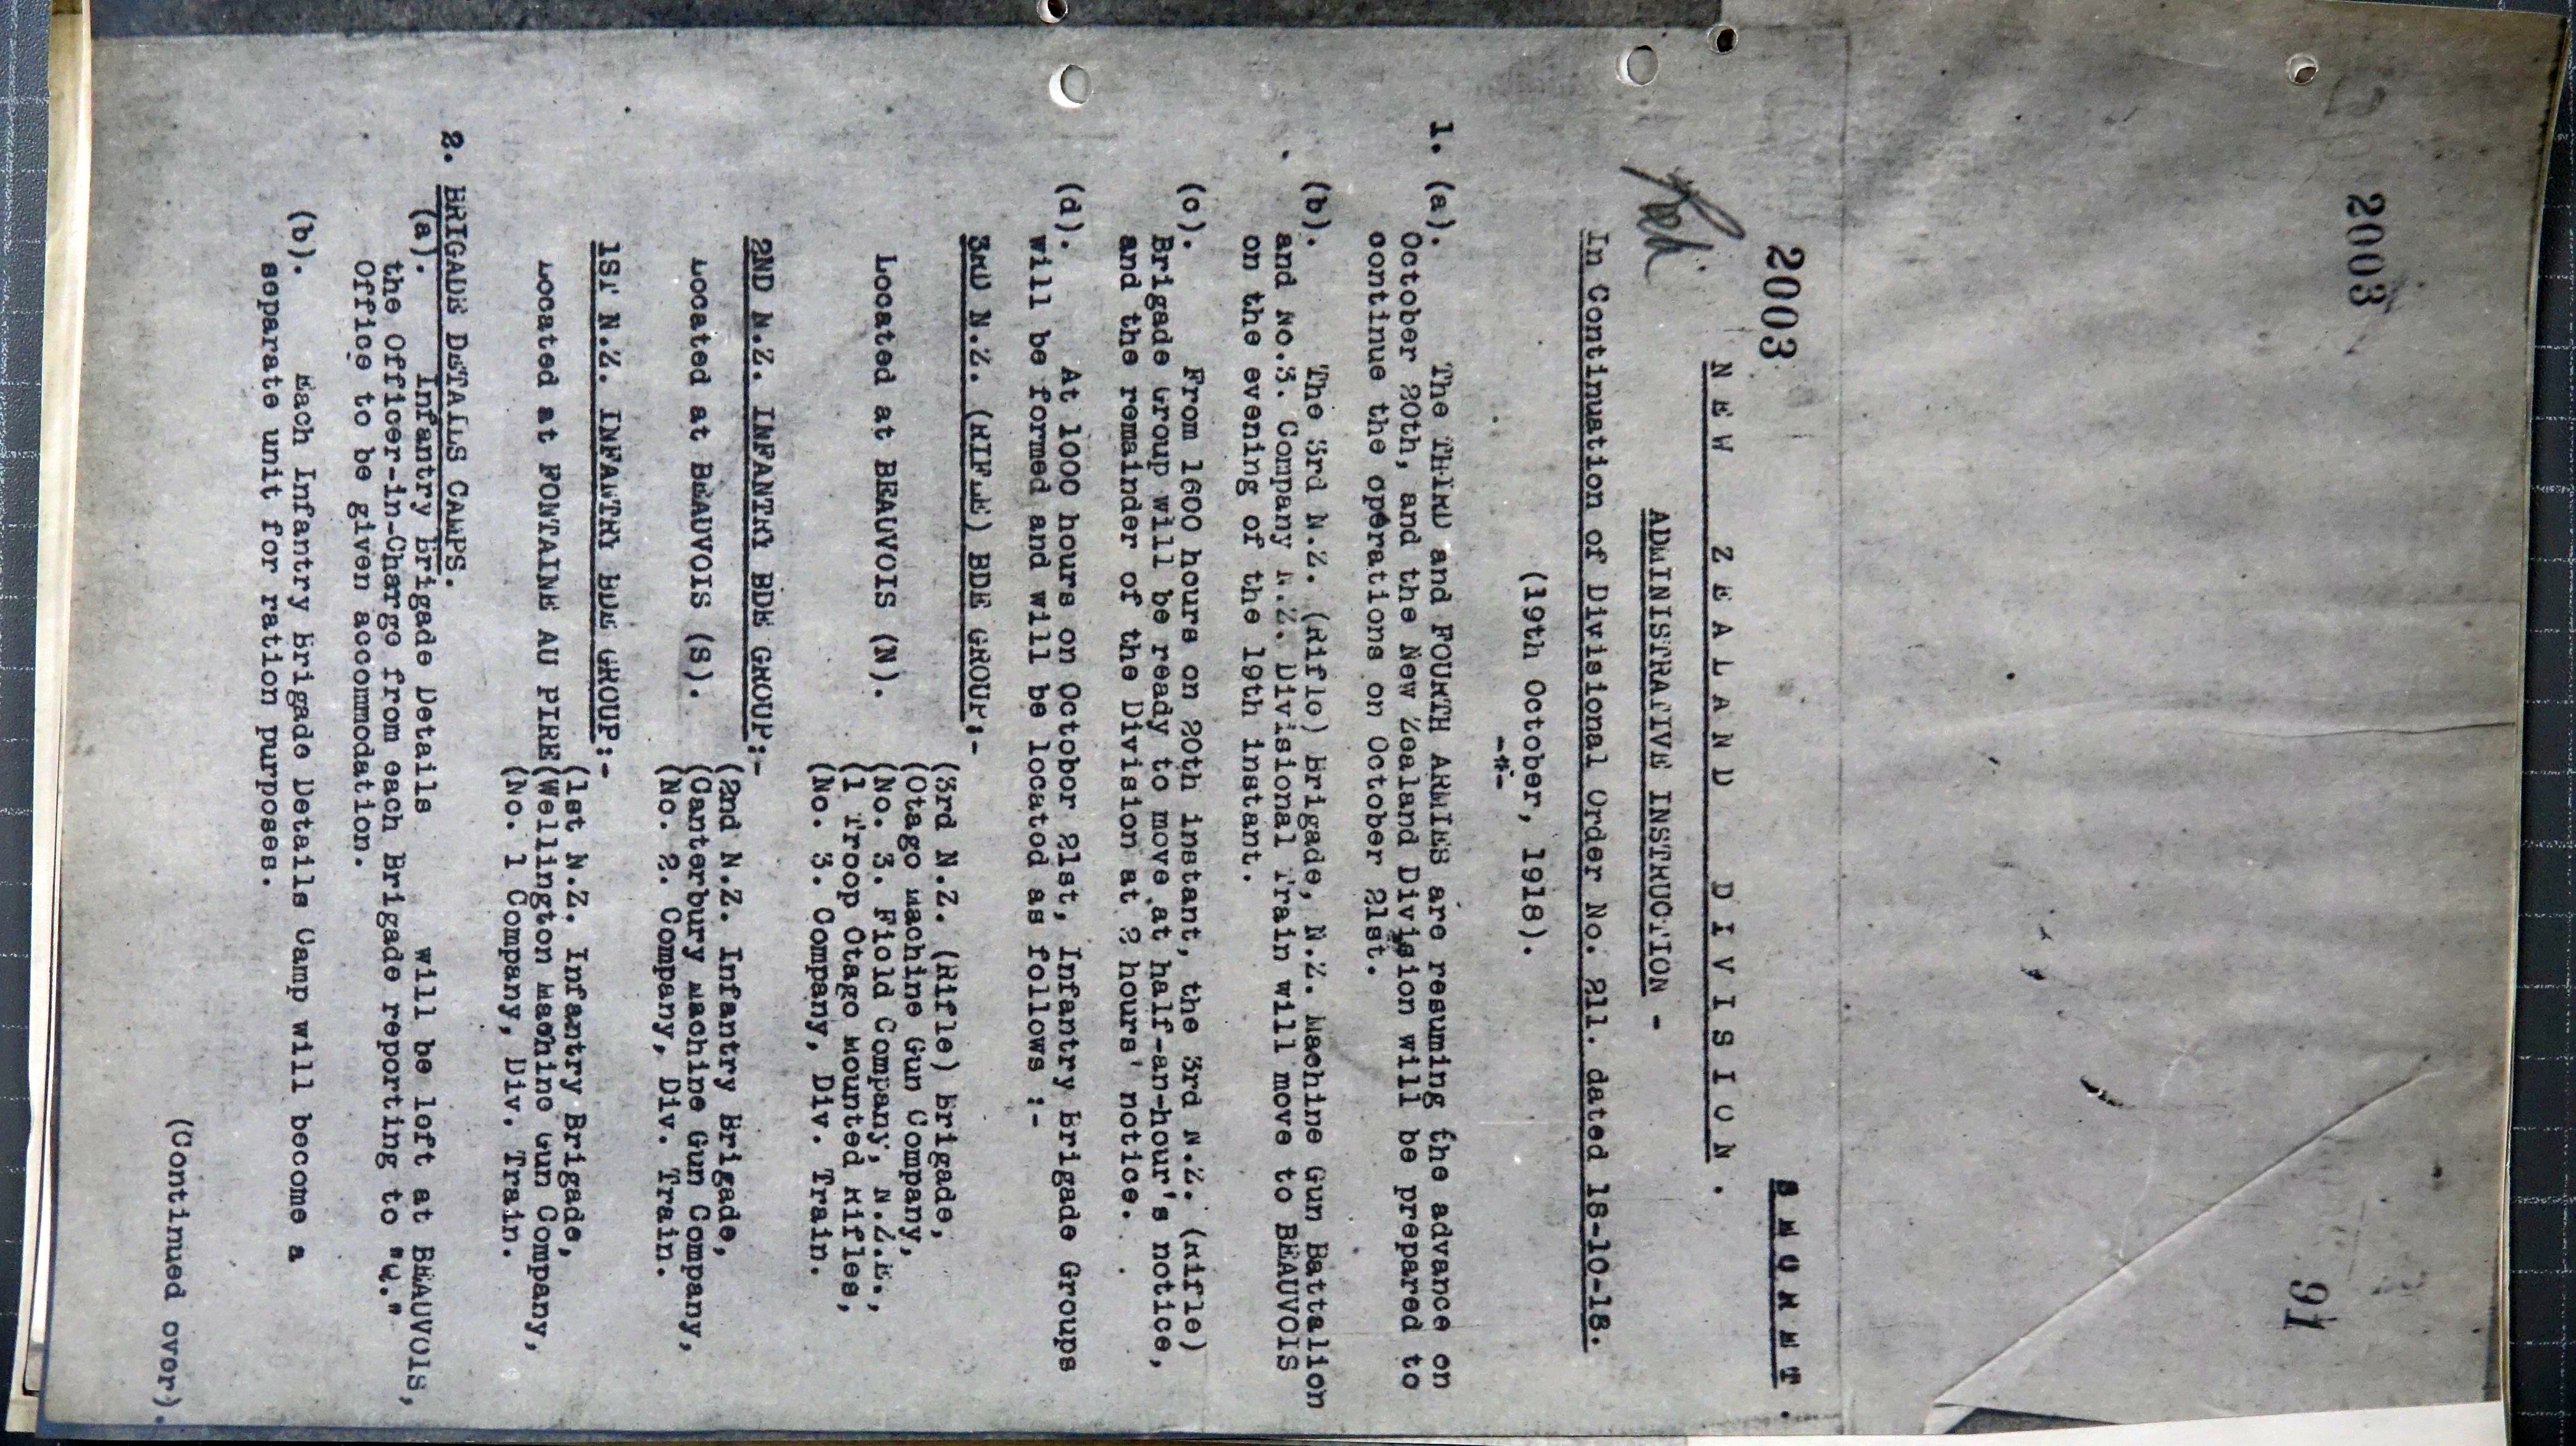 2003
91
2003
S E C R E T .
N E W   Z E A L A N D   D I V I S I O N .
ADMINISTRATIVE INSTRUCTION -
In Continuation of Divisional Order No. 211. dated 18-10-18.
(19th October, 1918).
-*-
1. (a). The THIRD and FOURTH ARMIES are resuming the advance on
October 20th, and the New Zealand Division will be prepared to
continue the operations on October 21st.
(b). The 3rd N.Z. (Rifle) Brigade, N.Z. Machine Gun Battalion
and No.3. Company N.Z. Divisional Train will move to BEAUVOIS
on the evening of the 19th instant.
(c). From 1600 hours on 20th instant, the 3rd N.Z. (Rifle)
Brigade Group will be ready to move at half-an-hour's notice,
and the remainder of the Division at 2 hours' notice.
(d). At 1000 hours on October 21st, Infantry Brigade Groups
will be formed and will be located as follows :-
3RD N.Z. (RIFLE) BDE GROUP:-
(3rd N.Z. (Rifle) Brigade,
(Otago Machine Gun Company,
Located at BEAUVOIS (N). (No. 3. Field Company, N.Z.E.,
(1 Troop Otago Mounted Rifles,
(No. 3. Company, Div. Train.
2ND N.Z. INFANTRY BDE GROUP:-
(2nd N.Z. Infantry Brigade,
Located at BEAUVOIS (S). (Canterbury Machine Gun Company,
(No. 2. Company, Div. Train.
1ST N.Z. INFANTRY BDE GROUP:-
(1st N.Z. Infantry Brigade,
Located at FONTAINE AU PIRE(Wellington Machine Gun Company,
(No. 1 Company, Div. Train.
2. BRIGADE DETAILS CAMPS.
(a). Infantry Brigade Details will be left at BEAUVOIS,
the Officer-in-Charge from each Brigade reporting to "Q."
Office to be given accommodation.
(b). Each Infantry Brigade Details Camp will become a
separate unit for ration purposes.
(Continued over).